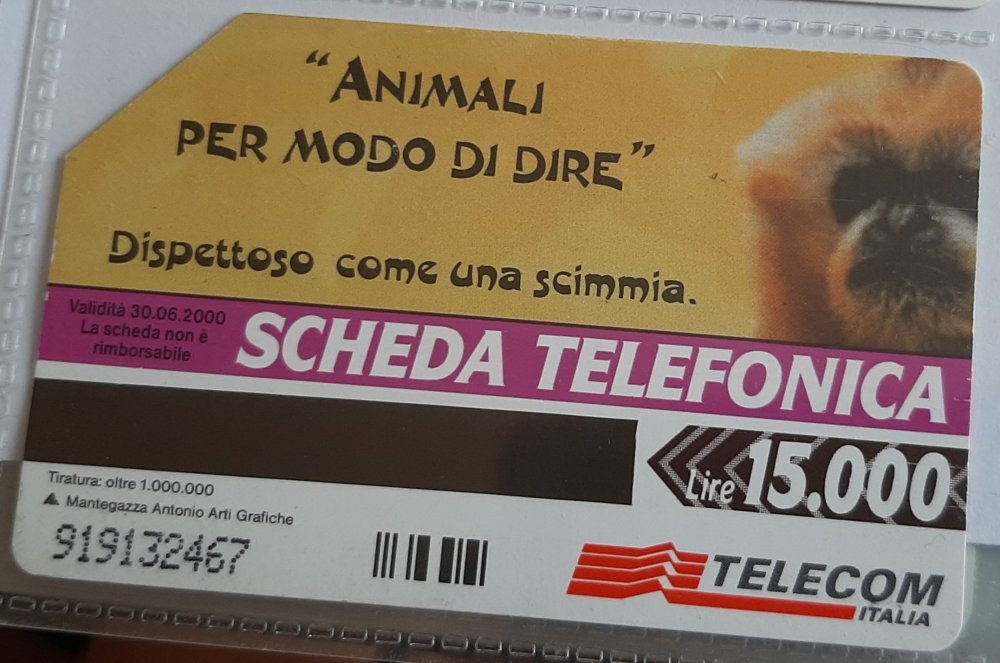 “ANIMALI
PER MODO DI DIRE”
Dispettoso come una scimmia.
Validità 30.06.2000
La scheda non è
rimborsabile
SCHEDA TELEFONICA
Lire 15.000
Tiratura: oltre 1.000.000
Mantegazza Antonio Arti Grafiche
919132467
TELECOM
ITALIA